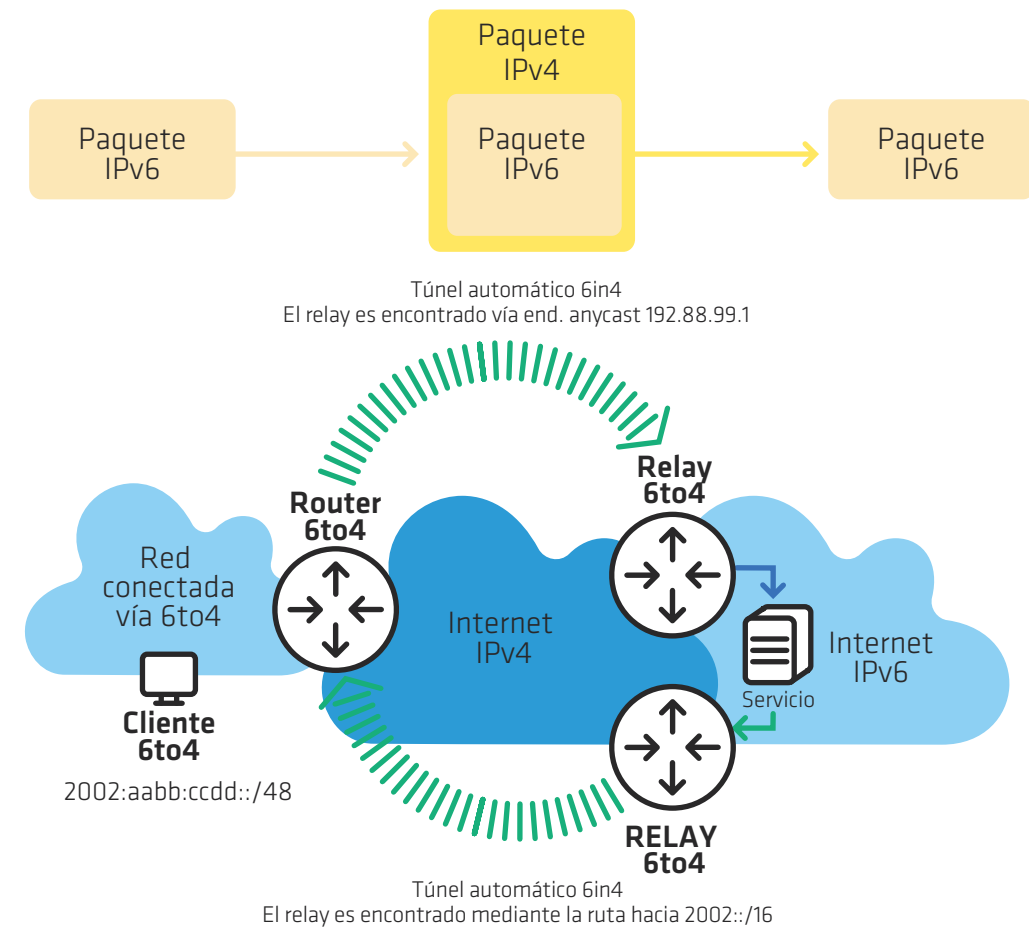 Paquete
IPv4
Paquete
IPv6
Paquete
IPv6
Paquete
IPv6
Túnel automático 6in4
El relay es encontrado vía end. anycast 192.88.99.1
Relay
6to4
Router
6to4
Red
conectada
vía 6to4
Internet
IPv4
Internet
IPv6
Servicio
Cliente
6to4
2002:aabb:ccdd::/48
RELAY
6to4
Túnel automático 6in4
El relay es encontrado mediante la ruta hacia 2002::/16